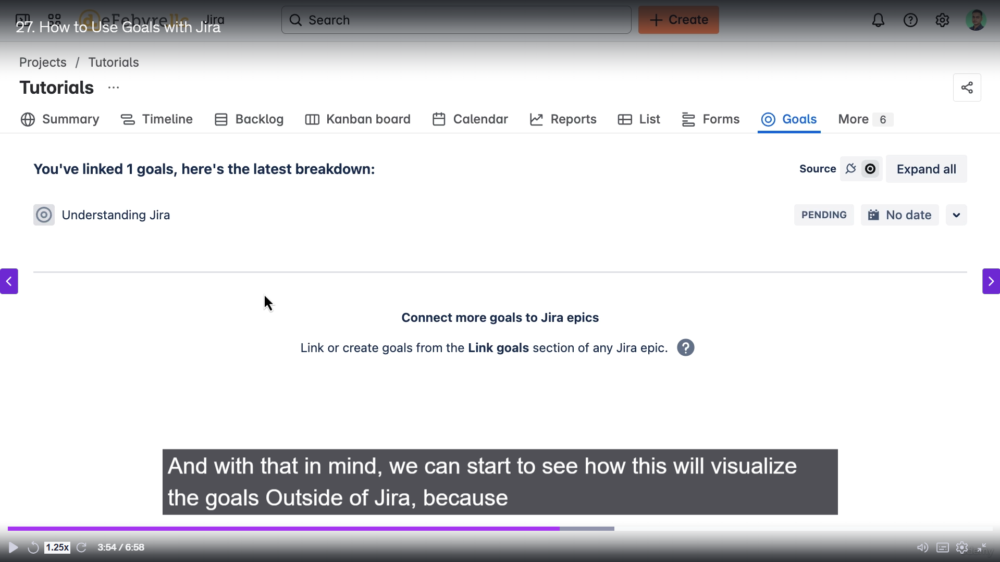 27. How to Use Goals with Jira
deFebvre llc Jira
Search
Create
Projects / Tutorials
Tutorials ...
Summary Timeline Backlog Kanban board Calendar Reports List Forms Goals More 6
You've linked 1 goals, here's the latest breakdown:
Source Expand all
Understanding Jira
PENDING No date
Connect more goals to Jira epics
Link or create goals from the Link goals section of any Jira epic. ?
And with that in mind, we can start to see how this will visualize
the goals Outside of Jira, because
1.25x 3:54 / 6:58
udemy